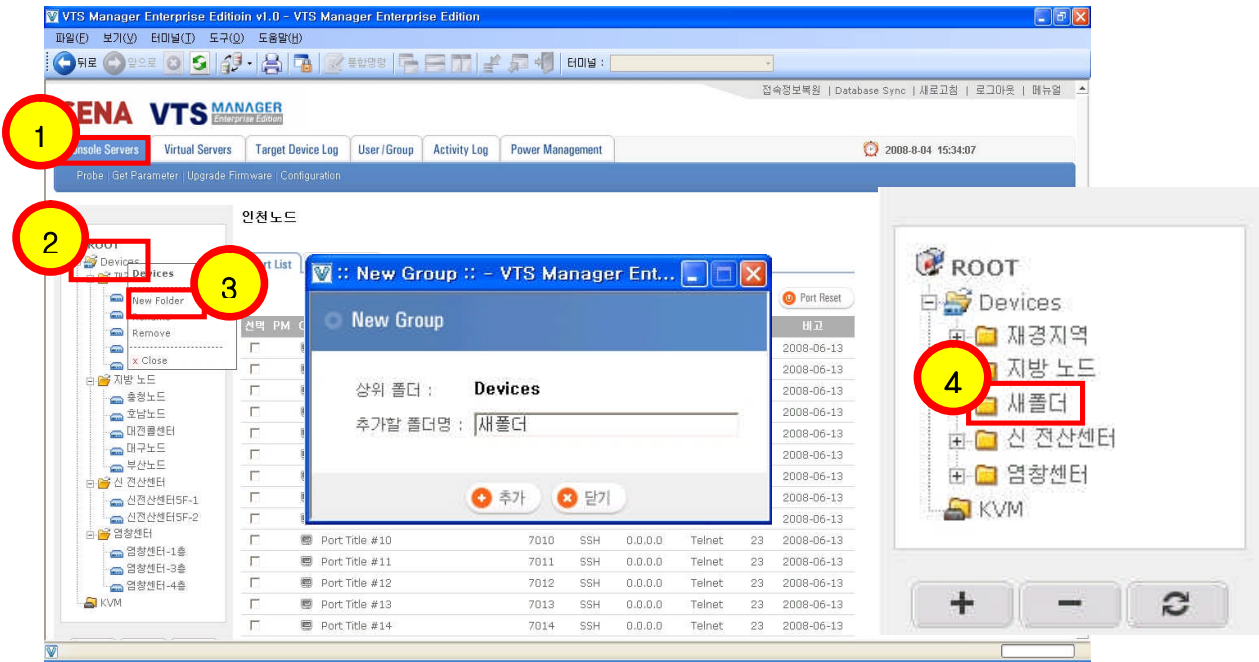 VTS Manager Enterprise Editioin v1.0 - VTS Manager Enterprise Edition
파일(F) 보기(V) 터미널(T) 도구(Q) 도움말(H)
뒤로 앞으로 통합명령 터미널 :
접속정보복원 | Database Sync | 새로고침 | 로그아웃 | 메뉴얼
SENA VTS MANAGER
Enterprise Edition
1
Console Servers Virtual Servers Target Device Log User/Group Activity Log Power Management 2008-8-04 15:34:07
Probe | Get Parameter | Upgrade Firmware | Configuration
인천노드
2
ROOT
Devices
Devices
3
New Folder
Remove
x Close
지방 노드
충청노드
호남노드
대전콜센터
대구노드
부산노드
신 전산센터
신전산센터5F-1
신전산센터5F-2
염창센터
염창센터-1층
염창센터-3층
염창센터-4층
KVM
Port List
Port Reset
선택 PM 비고
2008-06-13
2008-06-13
2008-06-13
2008-06-13
2008-06-13
2008-06-13
2008-06-13
2008-06-13
2008-06-13
Port Title #10 7010 SSH 0.0.0.0 Telnet 23 2008-06-13
Port Title #11 7011 SSH 0.0.0.0 Telnet 23 2008-06-13
Port Title #12 7012 SSH 0.0.0.0 Telnet 23 2008-06-13
Port Title #13 7013 SSH 0.0.0.0 Telnet 23 2008-06-13
Port Title #14 7014 SSH 0.0.0.0 Telnet 23 2008-06-13
:: New Group :: - VTS Manager Ent...
New Group
상위 폴더 : Devices
추가할 폴더명 : 새폴더
추가 닫기
ROOT
Devices
재경지역
지방 노드
4
새폴더
신 전산센터
염창센터
KVM